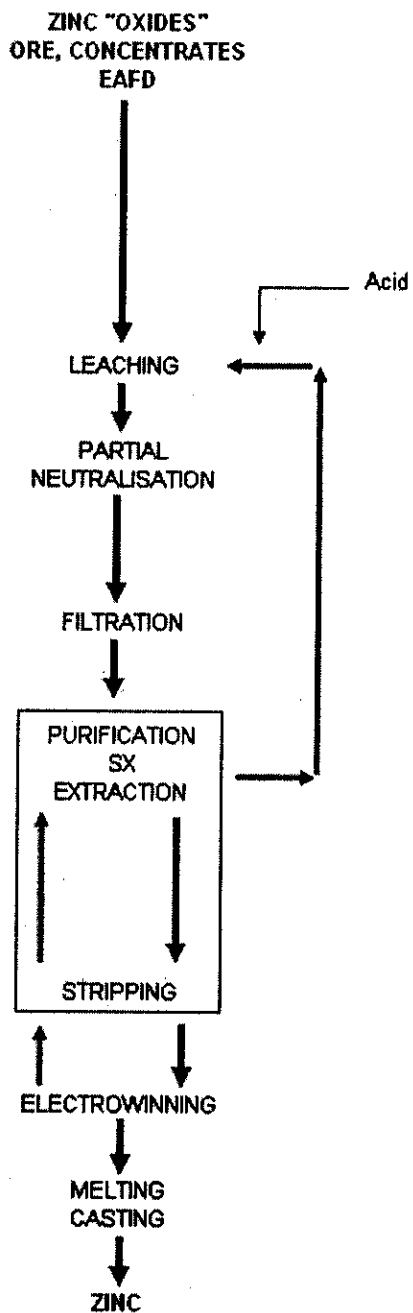 ZINC "OXIDES"
ORE, CONCENTRATES
EAFD
Acid
LEACHING
PARTIAL
NEUTRALISATION
FILTRATION
PURIFICATION
SX
EXTRACTION
STRIPPING
ELECTROWINNING
MELTING
CASTING
ZINC